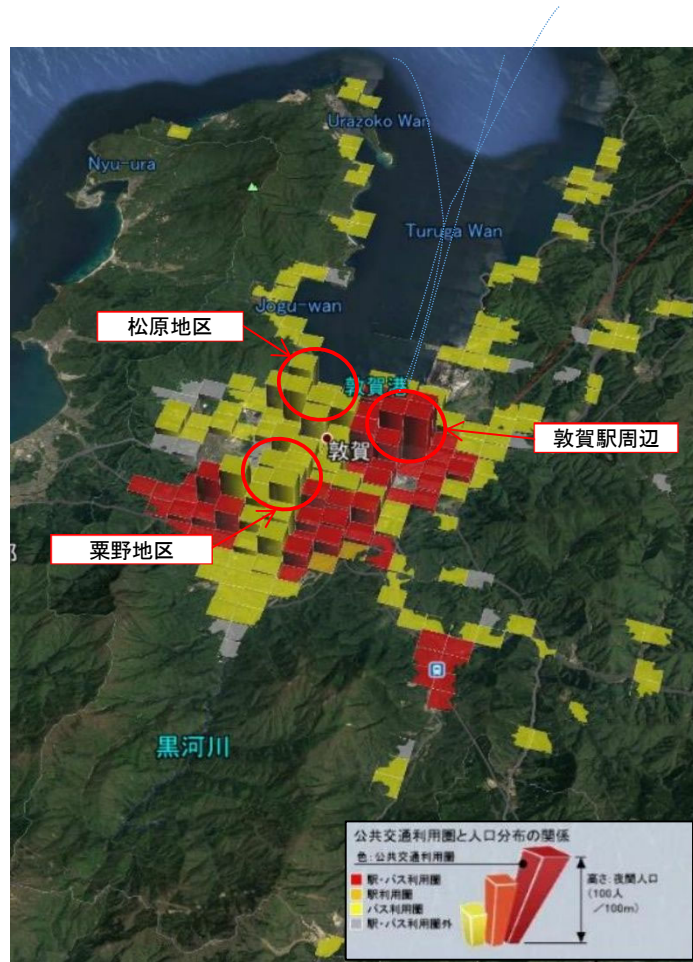 Urazoko Wan
Nyu-ura
Turuga Wan
Jogu-wan
松原地区
敦賀港
敦賀駅周辺
敦賀
粟野地区
黒河川
公共交通利用圏と人口分布の関係
色:公共交通利用圏
駅・バス利用圏
駅利用圏
バス利用圏
駅・バス利用圏外
高さ:夜間人口
(100人
/100m)